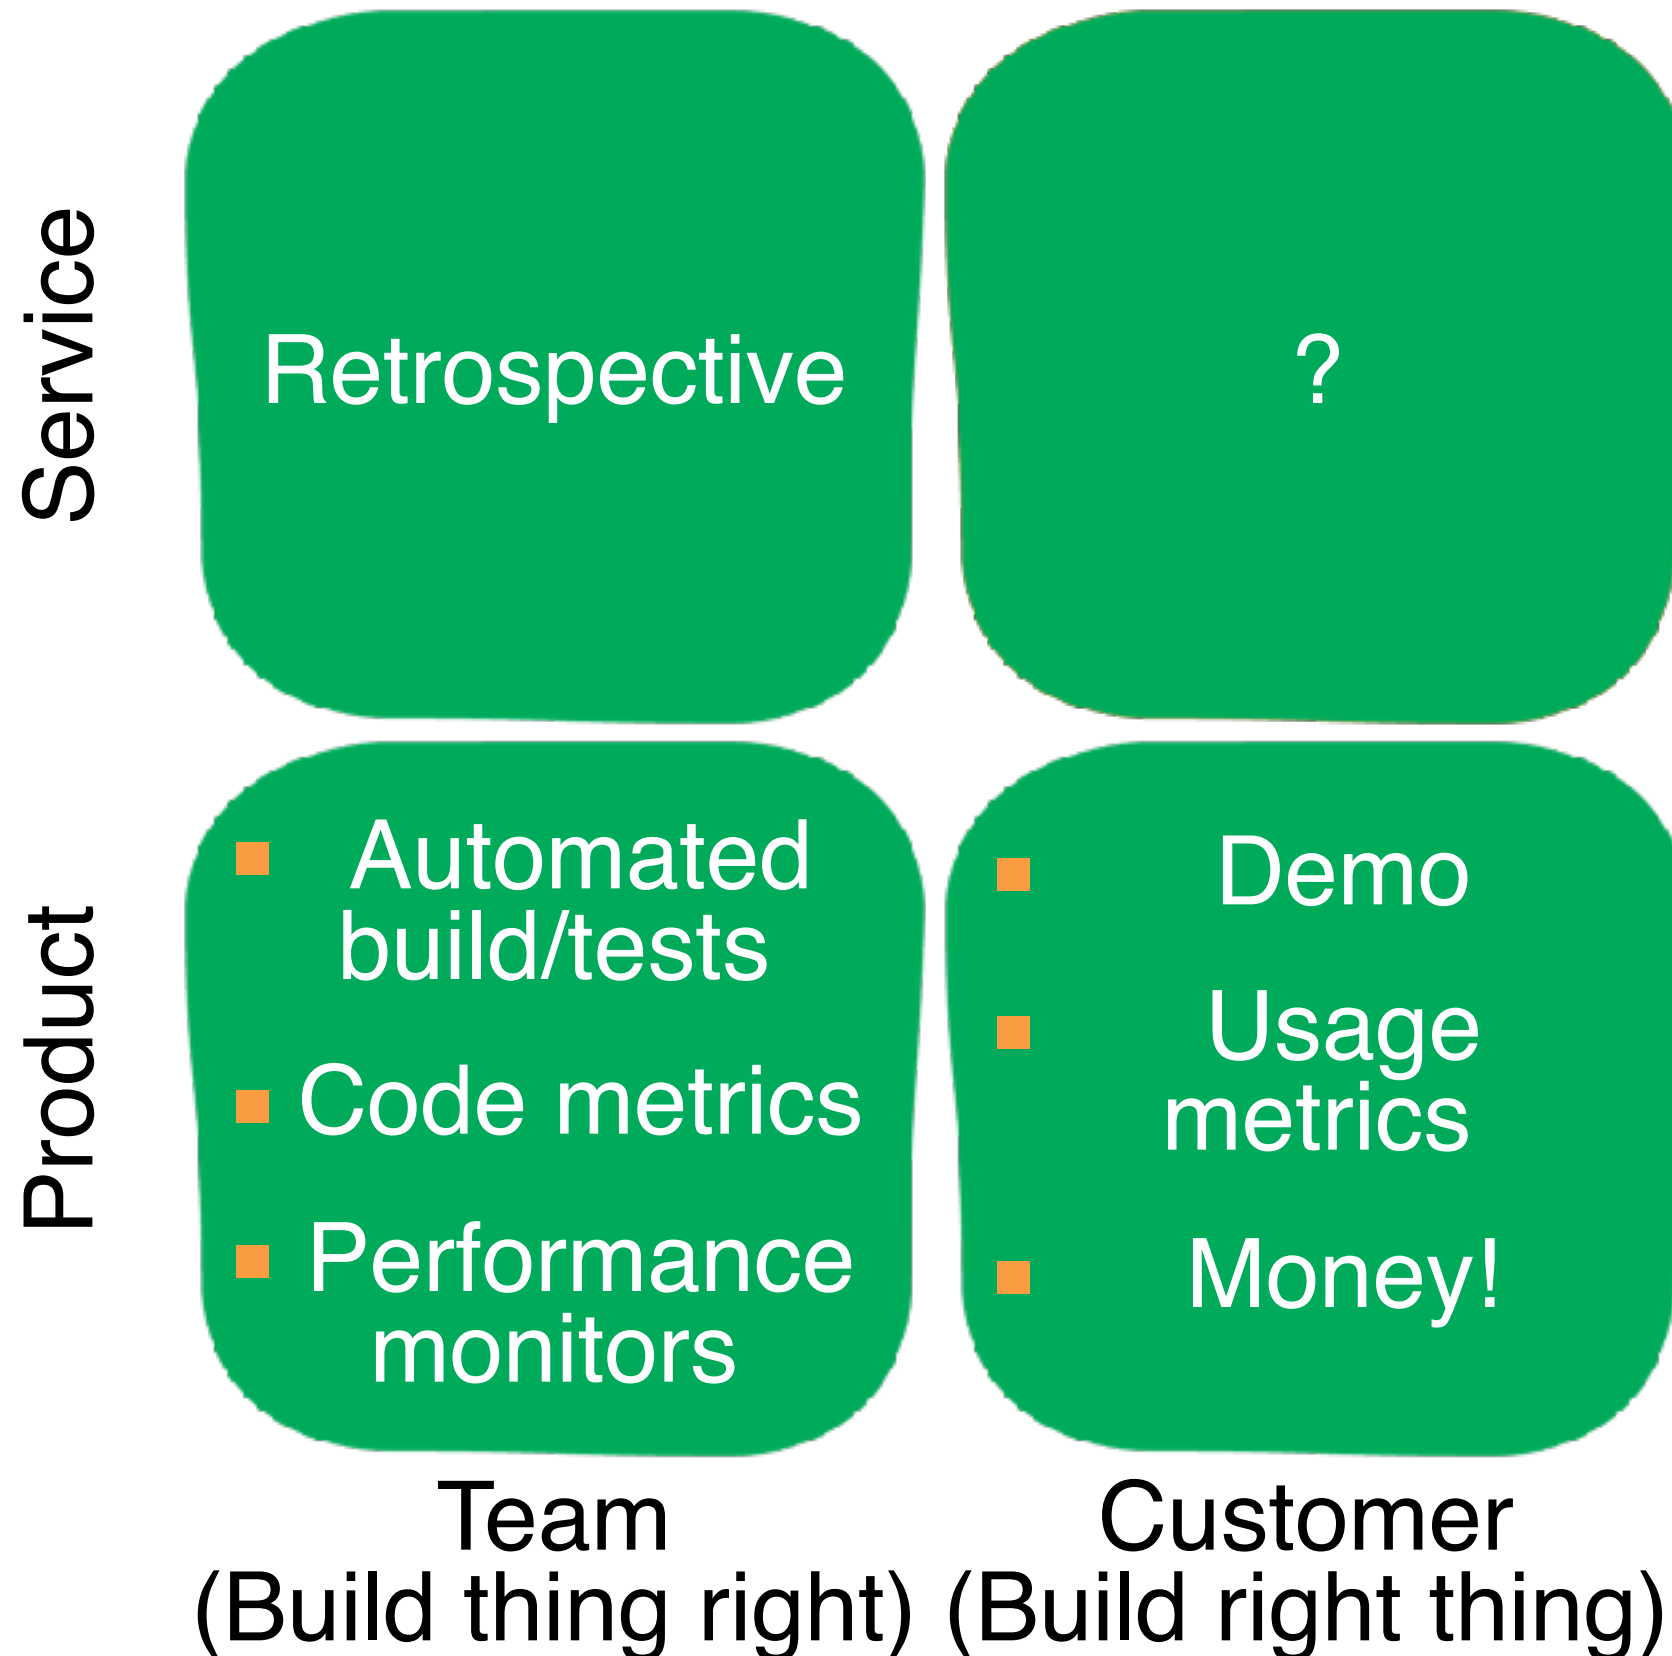 Service
Retrospective
?
Product
Automated
build/tests
Code metrics
Performance
monitors
Demo
Usage
metrics
Money!
Team
(Build thing right)
Customer
(Build right thing)